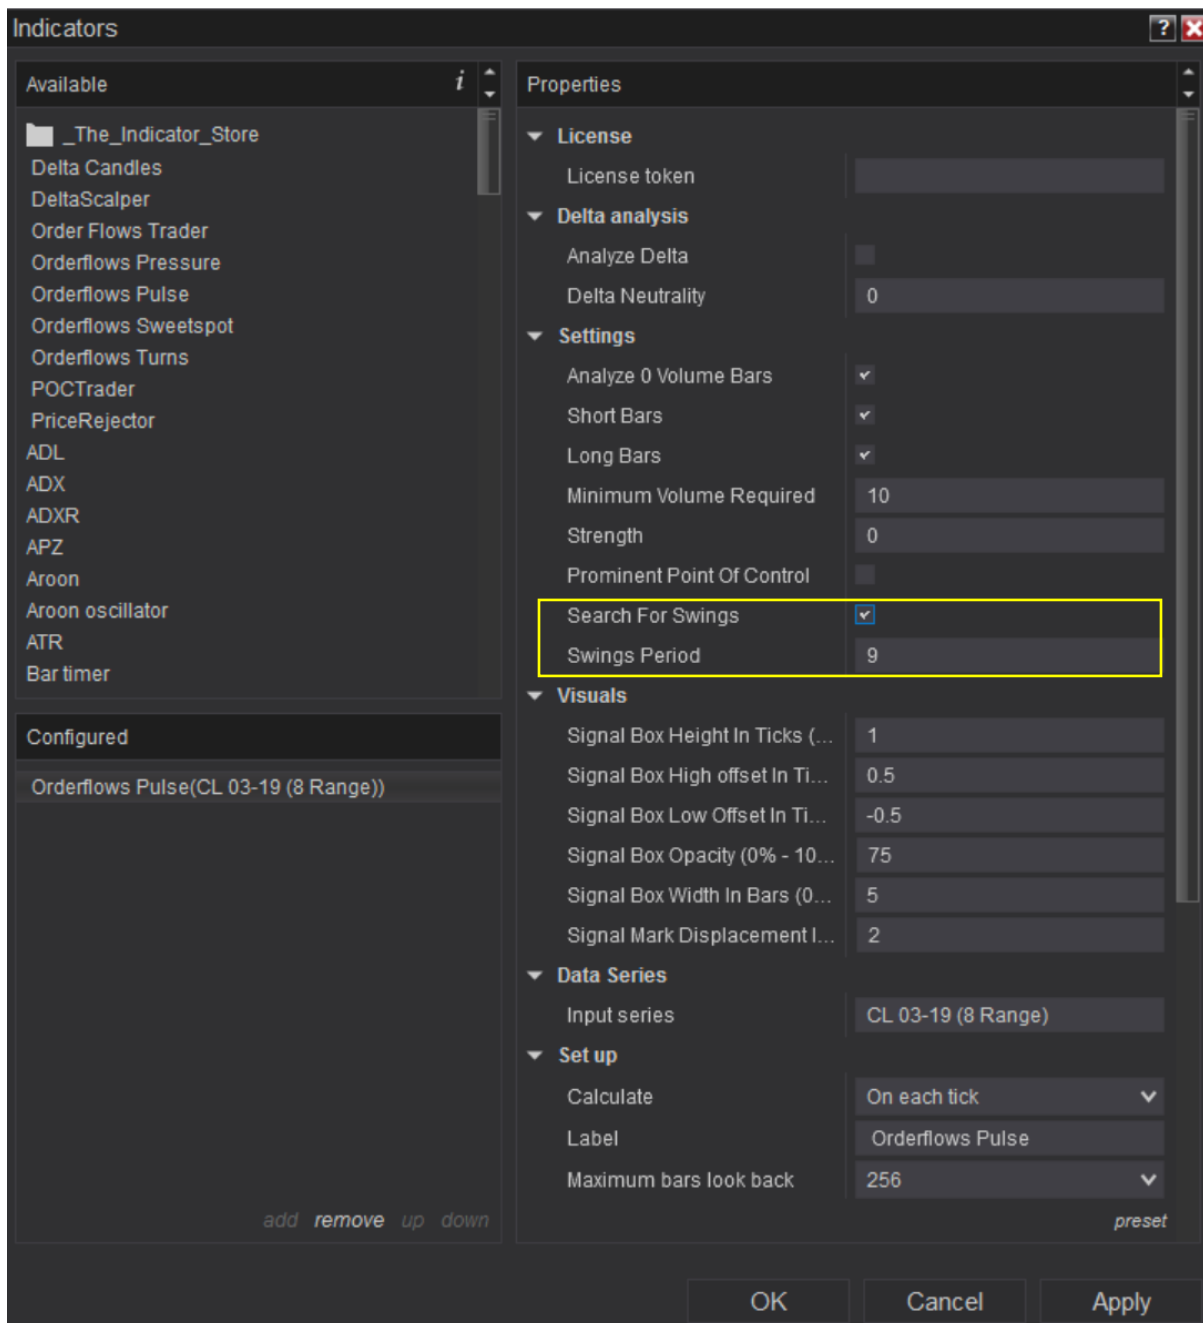 Indicators
?
Available
i
_The_Indicator_Store
Delta Candles
DeltaScalper
Order Flows Trader
Orderflows Pressure
Orderflows Pulse
Orderflows Sweetspot
Orderflows Turns
POCTrader
PriceRejector
ADL
ADX
ADXR
APZ
Aroon
Aroon oscillator
ATR
Bar timer
Configured
Orderflows Pulse(CL 03-19 (8 Range))
add remove up down
Properties
License
License token
Delta analysis
Analyze Delta
Delta Neutrality 0
Settings
Analyze 0 Volume Bars
Short Bars
Long Bars
Minimum Volume Required 10
Strength 0
Prominent Point Of Control
Search For Swings
Swings Period 9
Visuals
Signal Box Height In Ticks (... 1
Signal Box High offset In Ti... 0.5
Signal Box Low Offset In Ti... -0.5
Signal Box Opacity (0% - 10... 75
Signal Box Width In Bars (0... 5
Signal Mark Displacement I... 2
Data Series
Input series CL 03-19 (8 Range)
Set up
Calculate On each tick
Label Orderflows Pulse
Maximum bars look back 256
preset
OK Cancel Apply